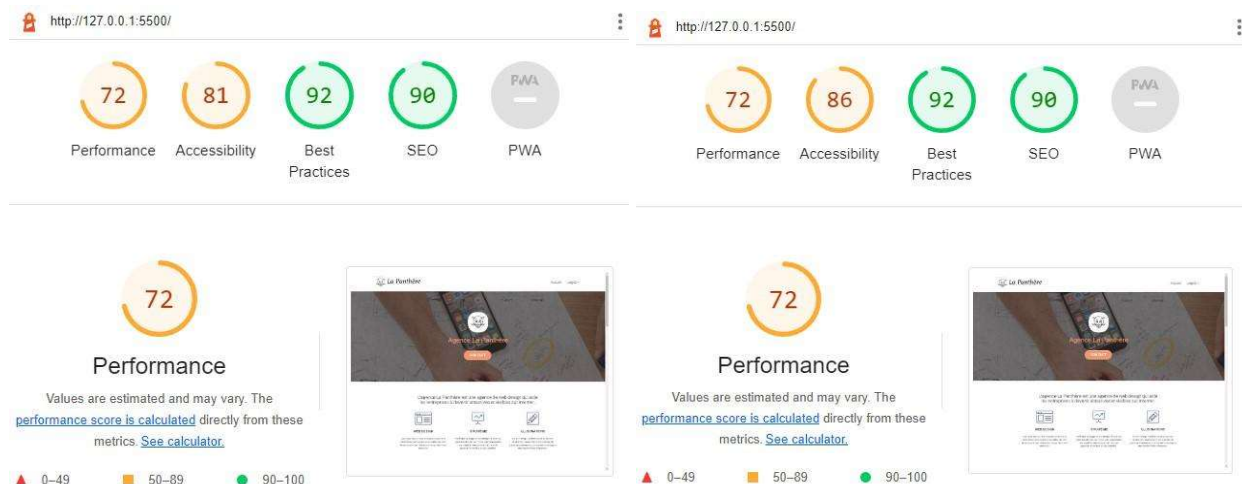 http://127.0.0.1:5500/
72
81
92
90
PWA
Performance
Accessibility
Best
Practices
SEO
PWA
72
Performance
Values are estimated and may vary. The
performance score is calculated directly from these
metrics. See calculator.
0–49
50–89
90–100
La Panthère
Agence La Panthère
http://127.0.0.1:5500/
72
86
92
90
PWA
Performance
Accessibility
Best
Practices
SEO
PWA
72
Performance
Values are estimated and may vary. The
performance score is calculated directly from these
metrics. See calculator.
0–49
50–89
90–100
La Panthère
Agence La Panthère